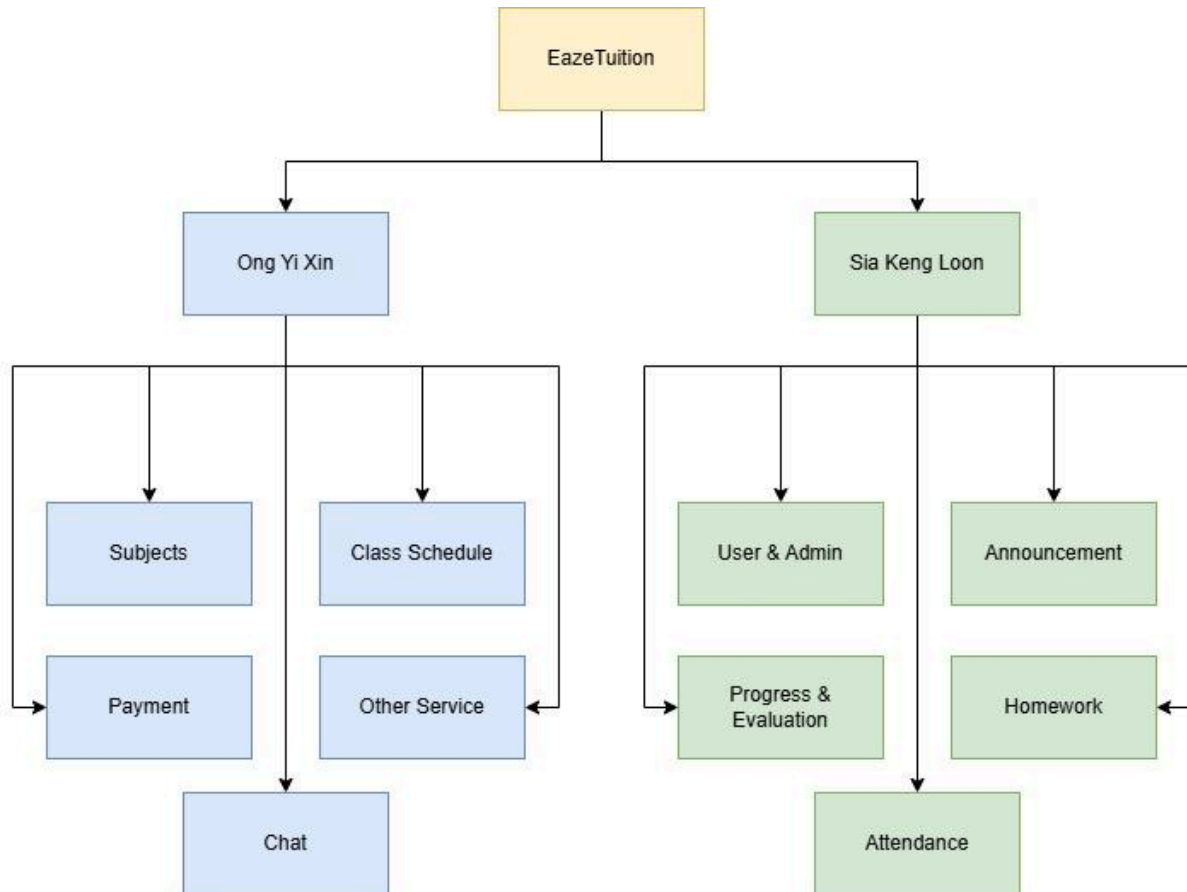 EazeTuition
Ong Yi Xin
Sia Keng Loon
Subjects
Class Schedule
User & Admin
Announcement
Payment
Other Service
Progress &
Evaluation
Homework
Chat
Attendance